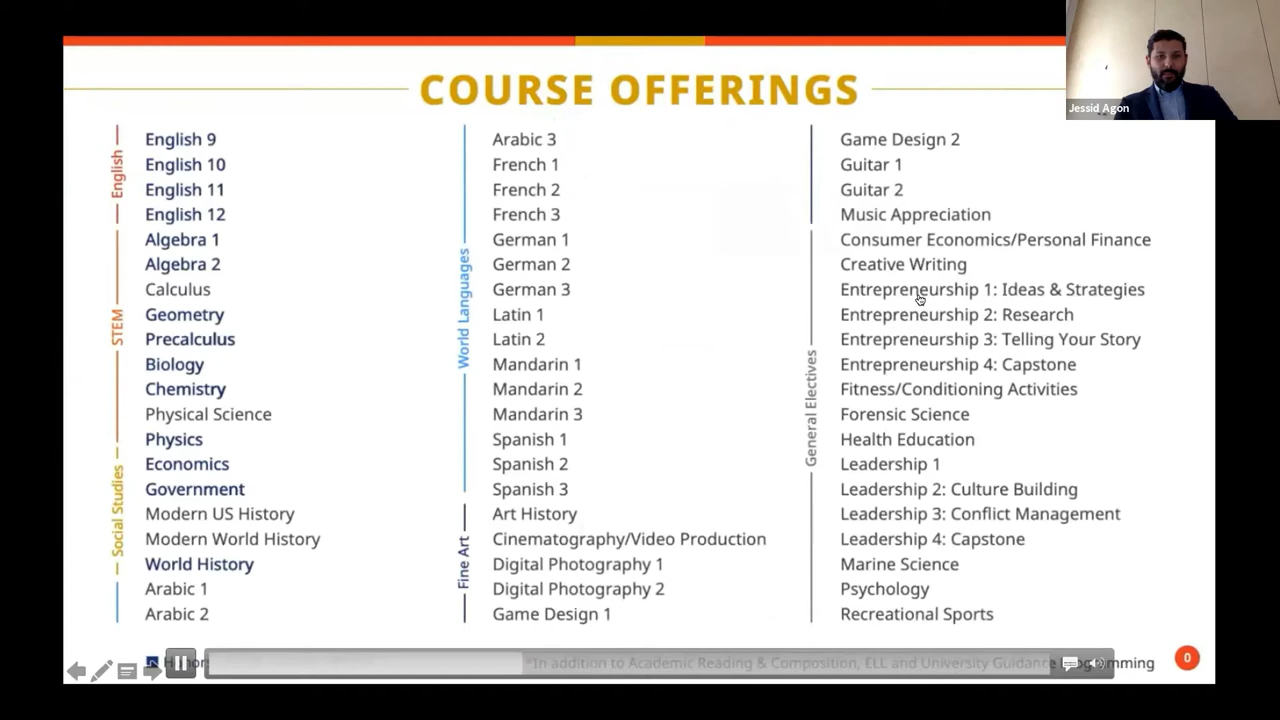 COURSE OFFERINGS
Jessid Agon
English
English 9
English 10
English 11
English 12
STEM
Algebra 1
Algebra 2
Calculus
Geometry
Precalculus
Biology
Chemistry
Physical Science
Physics
Social Studies
Economics
Government
Modern US History
Modern World History
World History
Arabic 1
Arabic 2
World Languages
Arabic 3
French 1
French 2
French 3
German 1
German 2
German 3
Latin 1
Latin 2
Mandarin 1
Mandarin 2
Mandarin 3
Spanish 1
Spanish 2
Spanish 3
Fine Art
Art History
Cinematography/Video Production
Digital Photography 1
Digital Photography 2
Game Design 1
Game Design 2
Guitar 1
Guitar 2
Music Appreciation
General Electives
Consumer Economics/Personal Finance
Creative Writing
Entrepreneurship 1: Ideas & Strategies
Entrepreneurship 2: Research
Entrepreneurship 3: Telling Your Story
Entrepreneurship 4: Capstone
Fitness/Conditioning Activities
Forensic Science
Health Education
Leadership 1
Leadership 2: Culture Building
Leadership 3: Conflict Management
Leadership 4: Capstone
Marine Science
Psychology
Recreational Sports
*In addition to Academic Reading & Composition, ELL and University Guidance Programming
0